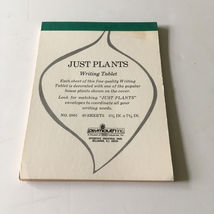 JUST PLANTS
Writing Tablet
Each sheet of this fine quality Writing
Tablet is decorated with one of the popular
house plants shown on the cover.
Look for matching "JUST PLANTS"
envelopes to coordinate all your
writing needs.
40 SHEETS